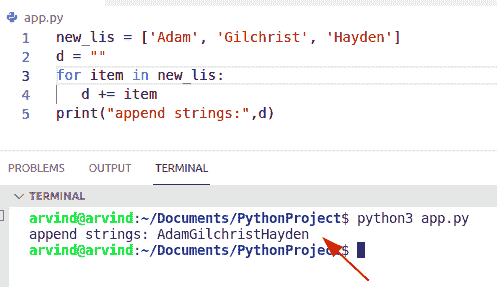 app.py
1 new_lis = ['Adam', 'Gilchrist', 'Hayden']
2 d = ""
3 for item in new_lis:
4 d += item
5 print("append strings:",d)
PROBLEMS OUTPUT TERMINAL
TERMINAL
arvind@arvind:~/Documents/PythonProject$ python3 app.py
append strings: AdamGilchristHayden
arvind@arvind:~/Documents/PythonProject$